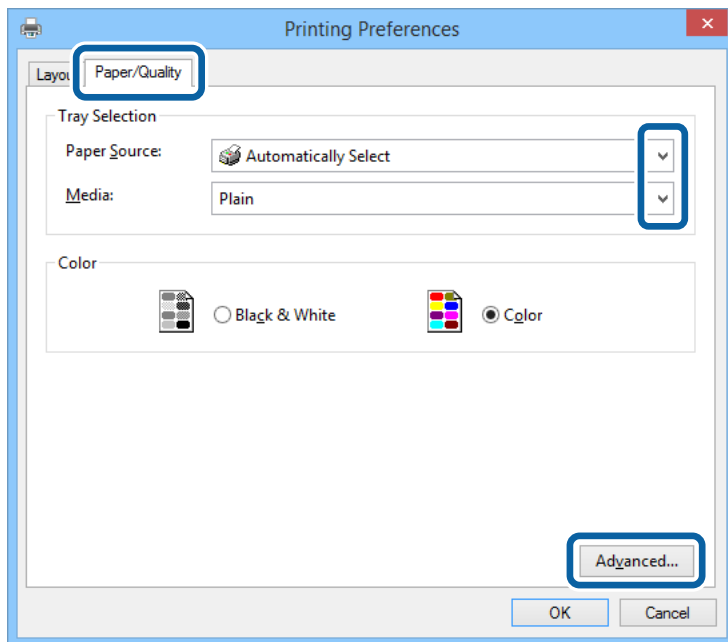 Printing Preferences
Paper/Quality
Tray Selection
Paper Source:
Automatically Select
Media:
Plain
Color
Black & White
Color
Advanced...
OK
Cancel